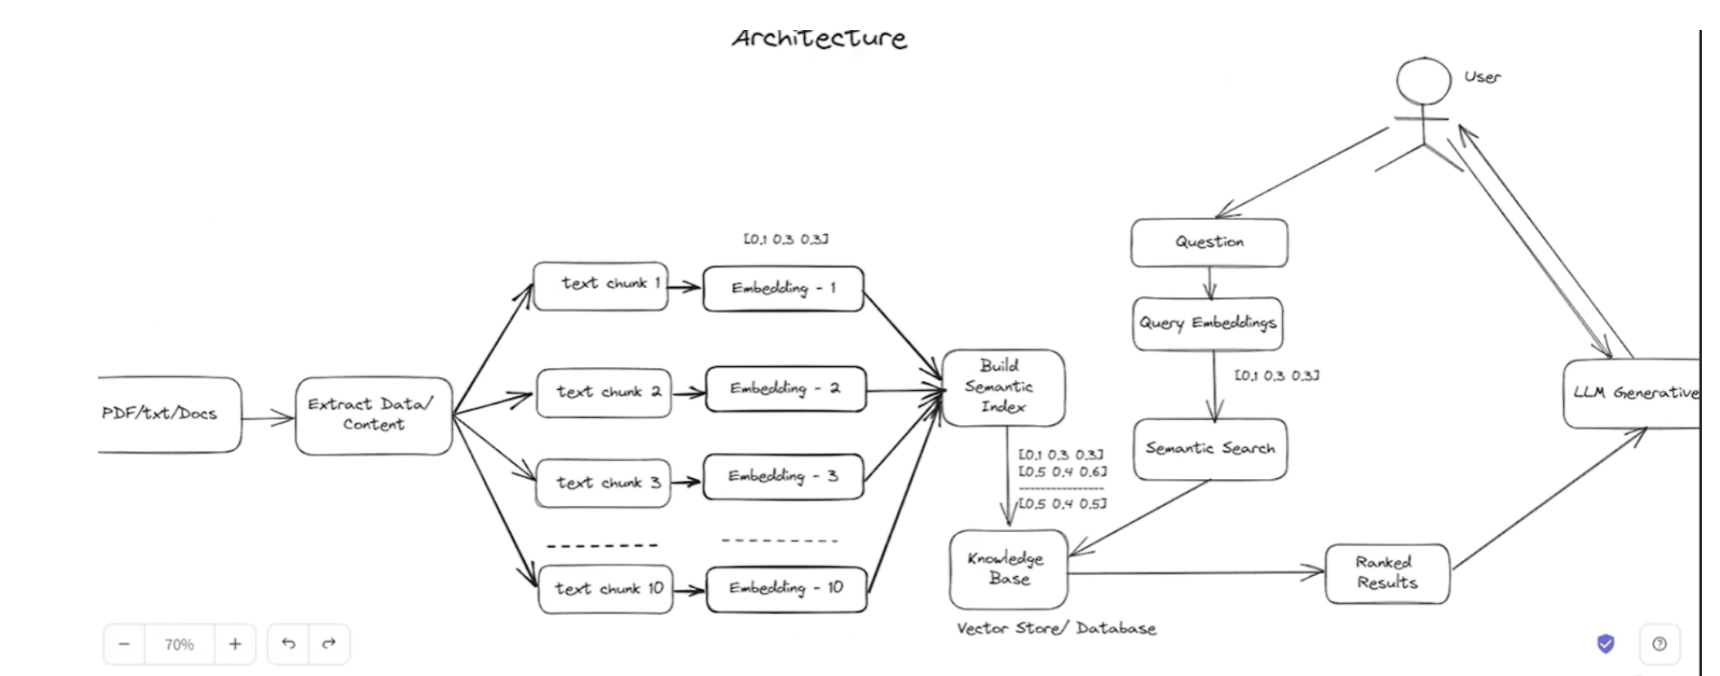 Architecture
User
Question
Query Embeddings
[0.1 0.3 0.3]
Semantic Search
[0.1 0.3 0.3]
text chunk 1
Embedding - 1
text chunk 2
Embedding - 2
text chunk 3
Embedding - 3
text chunk 10
Embedding - 10
PDF/txt/Docs
Extract Data/
Content
Build
Semantic
Index
[0.1 0.3 0.3]
[0.5 0.4 0.6]
[0.5 0.4 0.5]
Knowledge
Base
Vector Store/ Database
Ranked
Results
LLM Generative
70%